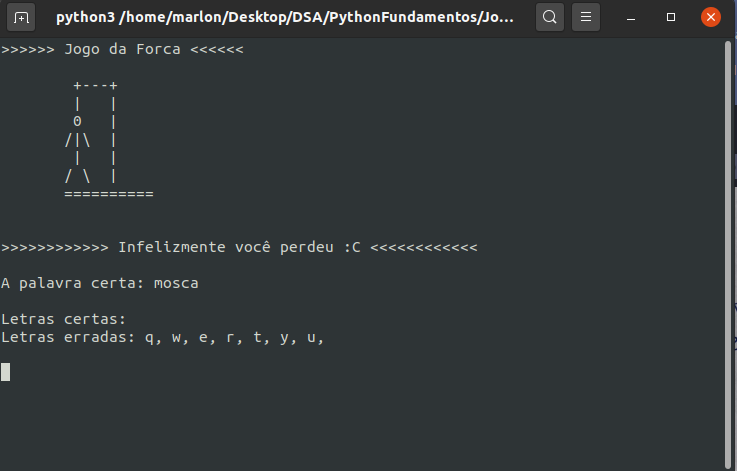 python3 /home/marlon/Desktop/DSA/PythonFundamentos/Jo...
>>>>>> Jogo da Forca <<<<<<
        +---+
        |   |
        0   |
       /|\  |
        |   |
       / \  |
       ==========
>>>>>>>>>>>> Infelizmente você perdeu :C <<<<<<<<<<<<
A palavra certa: mosca
Letras certas:
Letras erradas: q, w, e, r, t, y, u,